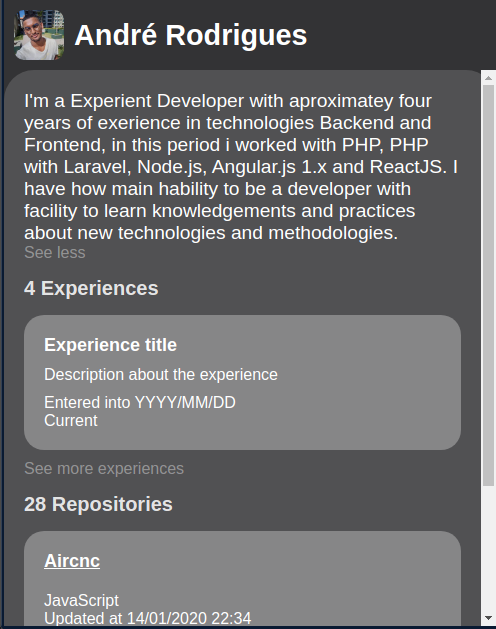 André Rodrigues
I'm a Experient Developer with aproximatey four
years of exerience in technologies Backend and
Frontend, in this period i worked with PHP, PHP
with Laravel, Node.js, Angular.js 1.x and ReactJS. I
have how main hability to be a developer with
facility to learn knowledgements and practices
about new technologies and methodologies.
See less
4 Experiences
Experience title
Description about the experience
Entered into YYYY/MM/DD
Current
See more experiences
28 Repositories
Aircnc
JavaScript
Updated at 14/01/2020 22:34